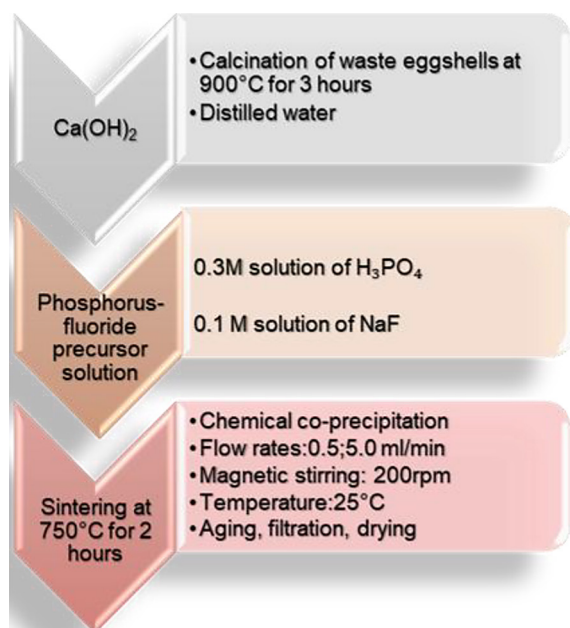 Ca(OH)₂
•Calcination of waste eggshells at
900°C for 3 hours
•Distilled water
Phosphorus-
fluoride
precursor
solution
0.3M solution of H₃PO₄
0.1 M solution of NaF
Sintering at
750°C for 2
hours
•Chemical co-precipitation
•Flow rates:0.5;5.0 ml/min
•Magnetic stirring: 200rpm
•Temperature:25°C
•Aging, filtration, drying